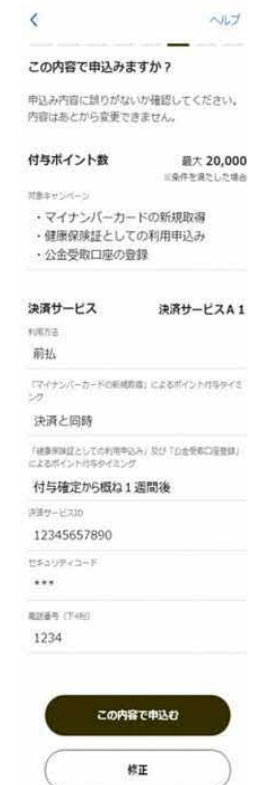 ヘルプ
この内容で申込みますか？
申込み内容に誤りがないか確認してください。
内容はあとから変更できません。
付与ポイント数 最大 20,000
※条件を満たした場合
対象キャンペーン
・マイナンバーカードの新規取得
・健康保険証としての利用申込み
・公金受取口座の登録
決済サービス 決済サービスA 1
利用方法
前払
「マイナンバーカードの新規取得」によるポイント付与タイミ
ング
決済と同時
「健康保険証としての利用申込み」及び「公金受取口座登録」
によるポイント付与タイミング
付与確定から概ね１週間後
決済サービスID
12345657890
セキュリティコード
***
電話番号（下4桁）
1234
この内容で申込む
修正